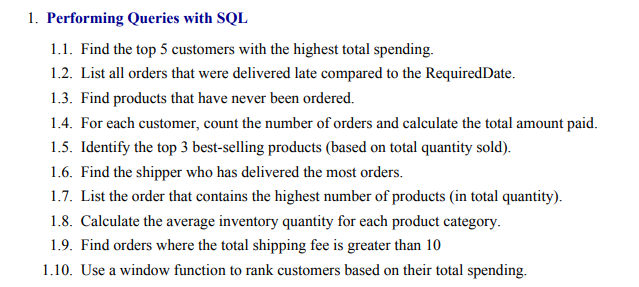 1. Performing Queries with SQL
1.1. Find the top 5 customers with the highest total spending.
1.2. List all orders that were delivered late compared to the RequiredDate.
1.3. Find products that have never been ordered.
1.4. For each customer, count the number of orders and calculate the total amount paid.
1.5. Identify the top 3 best-selling products (based on total quantity sold).
1.6. Find the shipper who has delivered the most orders.
1.7. List the order that contains the highest number of products (in total quantity).
1.8. Calculate the average inventory quantity for each product category.
1.9. Find orders where the total shipping fee is greater than 10
1.10. Use a window function to rank customers based on their total spending.